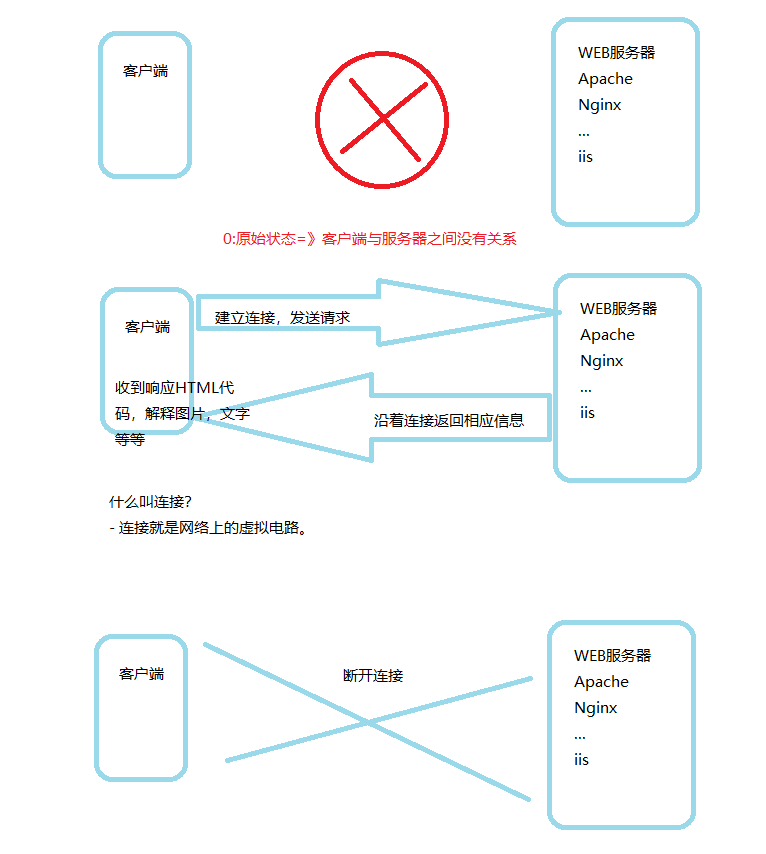 客户端
WEB服务器
Apache
Nginx
...
iis
0:原始状态=》客户端与服务器之间没有关系
客户端
建立连接，发送请求
WEB服务器
Apache
Nginx
...
iis
收到响应HTML代
码，解释图片，文字
等等
沿着连接返回相应信息
什么叫连接?
- 连接就是网络上的虚拟电路。
客户端
断开连接
WEB服务器
Apache
Nginx
...
iis